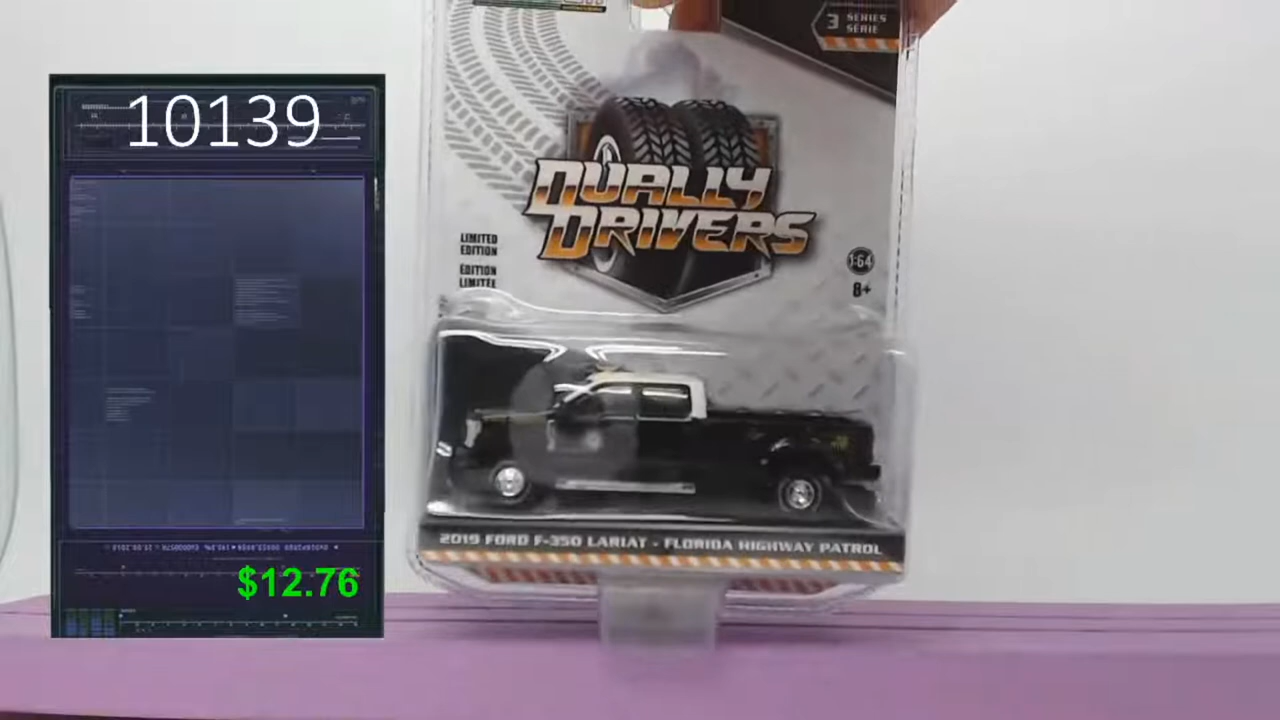 10139
$12.76
3 SERIES
SÉRIE
DUALLY
DRIVERS
LIMITED
EDITION
ÉDITION
LIMITÉE
1:64
8+
2019 FORD F-350 LARIAT - FLORIDA HIGHWAY PATROL